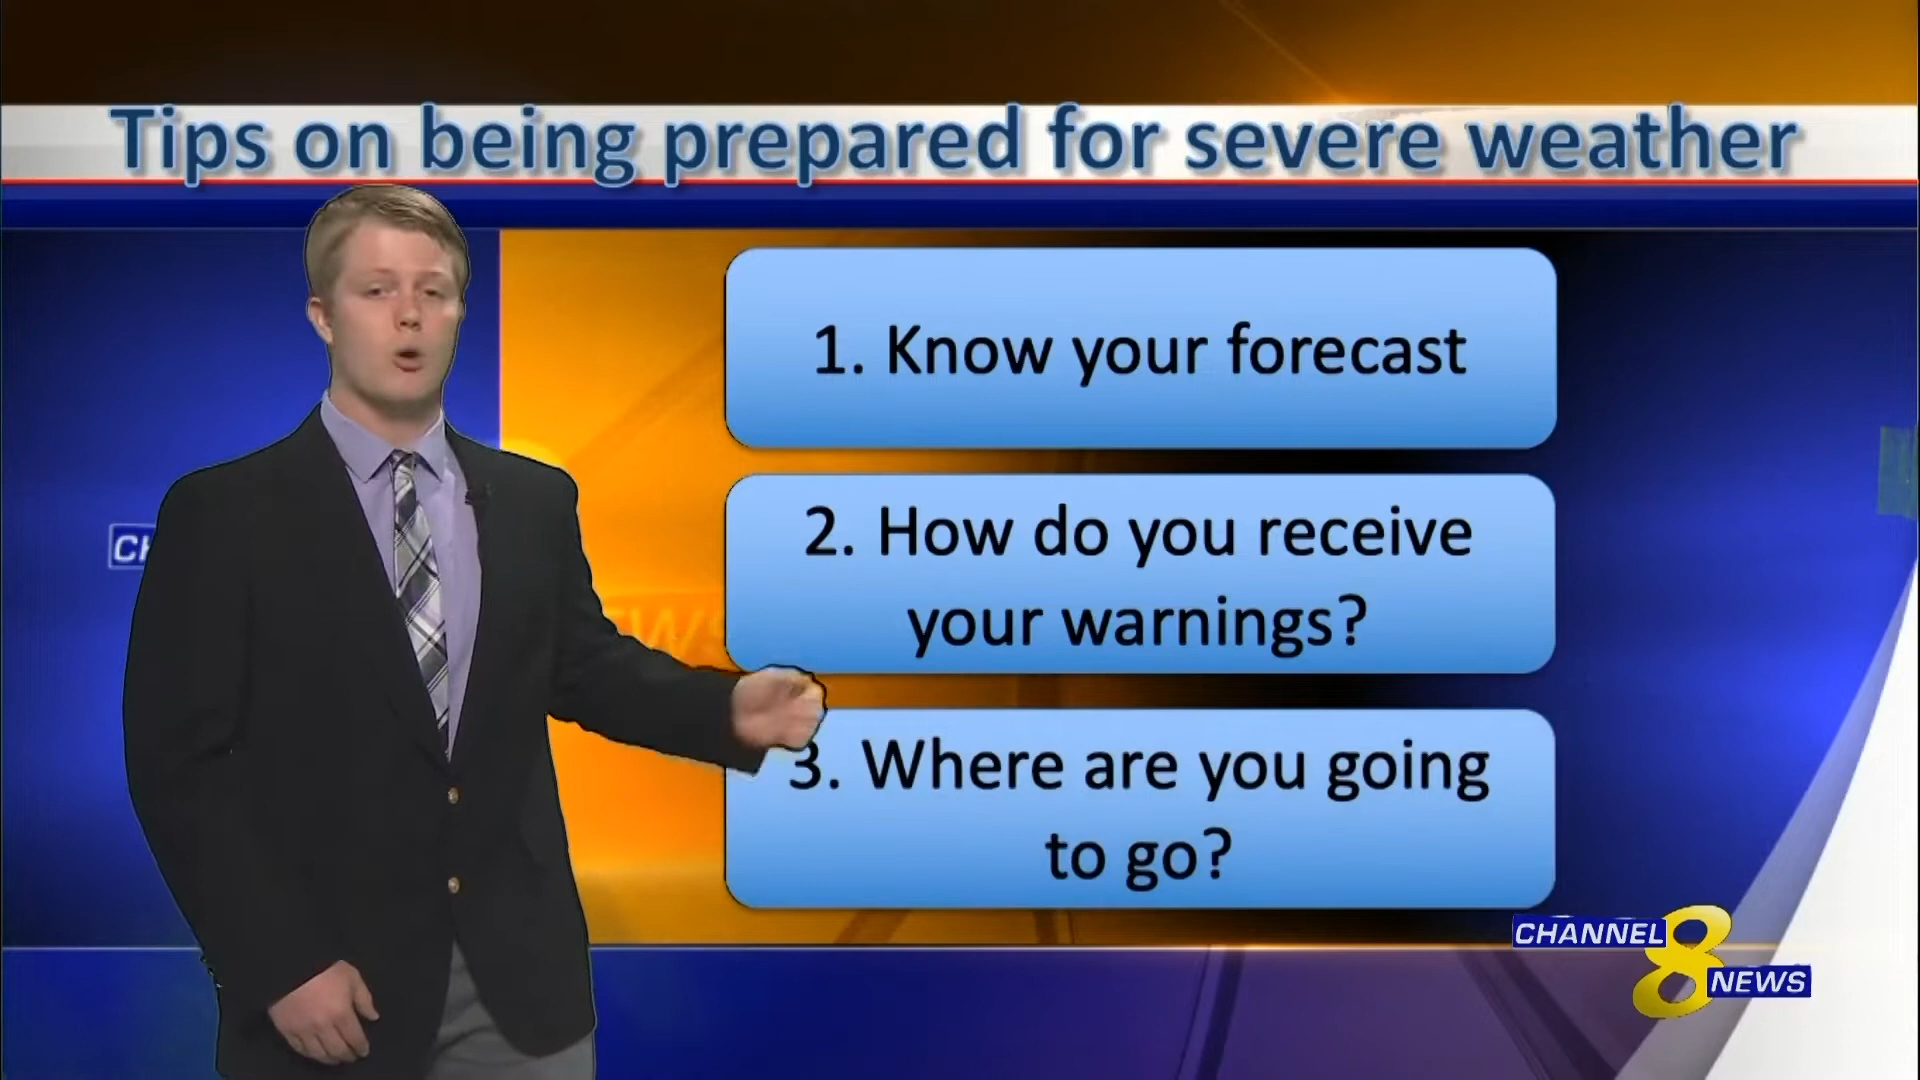 Tips on being prepared for severe weather
1. Know your forecast
2. How do you receive
your warnings?
3. Where are you going
to go?
CHANNEL
8
NEWS